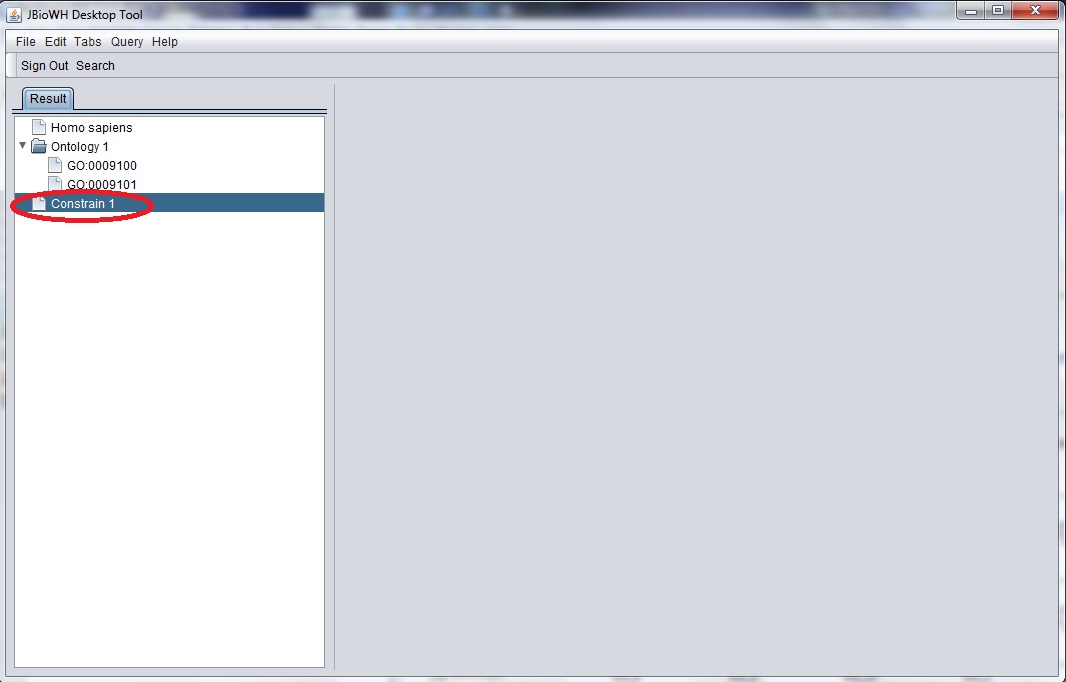 JBioWH Desktop Tool
File Edit Tabs Query Help
Sign Out Search
Result
Homo sapiens
Ontology 1
GO:0009100
GO:0009101
Constrain 1